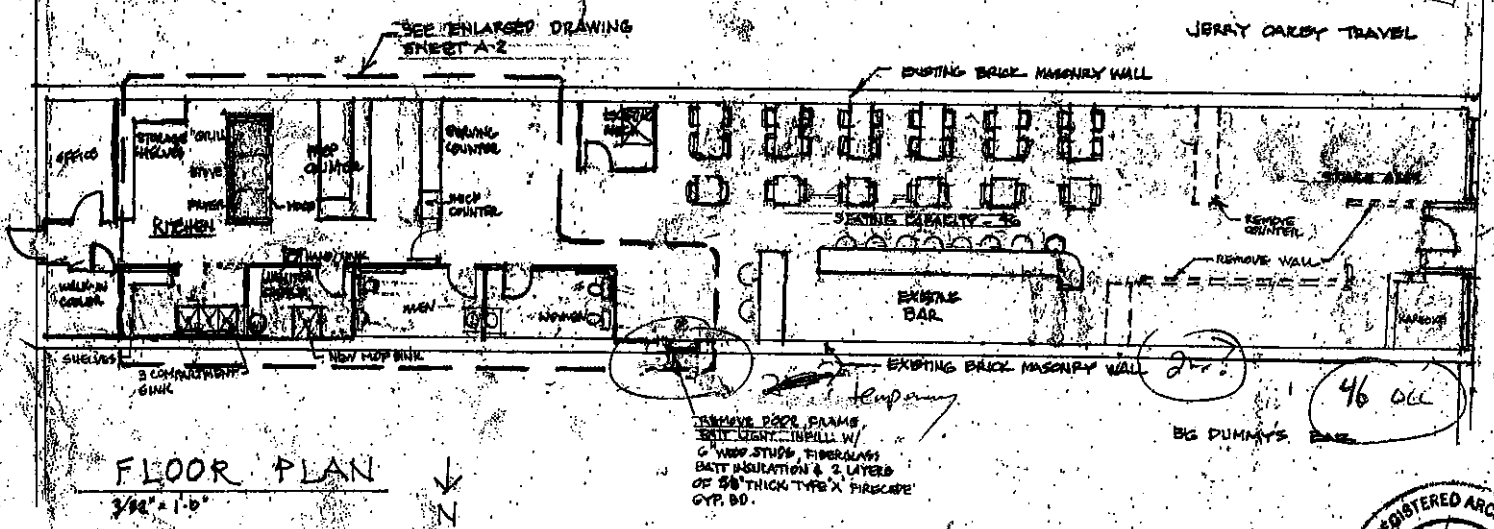 SEE ENLARGED DRAWING
SHEET A-2
JERRY OAKEY TRAVEL
EXISTING BRICK MASONRY WALL
OFFICE
STORAGE
SHELVES
GRILL
STOVE
FRYER
HOOD
PREP
COUNTER
SERVING
COUNTER
COUNTER
KITCHEN
HAND SINK
WALK-IN
COOLER
WATER
MEN
WOMEN
SEATING CAPACITY = 46
REMOVE
COUNTER
REMOVE WALL
EXISTING
BAR
KARAOKE
SHELVES
3 COMPARTMENT
SINK
NEW MOP SINK
EXISTING BRICK MASONRY WALL
temporary
46 occ
BIG DUMMY'S BAR
REMOVE DOOR, FRAME,
EXIT LIGHT. INFILL W/
6" WOOD STUDS, FIBERGLASS
BATT INSULATION & 2 LAYERS
OF 5/8" THICK TYPE 'X' 'FIRECODE'
GYP. BD.
FLOOR PLAN
3/32" = 1'-0"
N
REGISTERED ARC